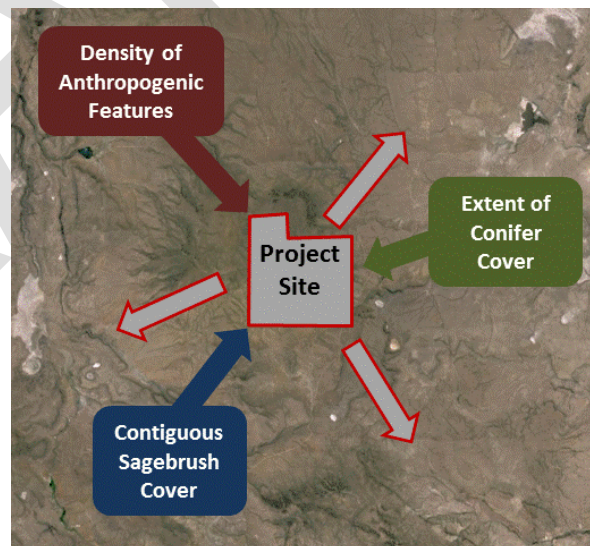 Density of
Anthropogenic
Features
Extent of
Conifer
Cover
Project
Site
Contiguous
Sagebrush
Cover